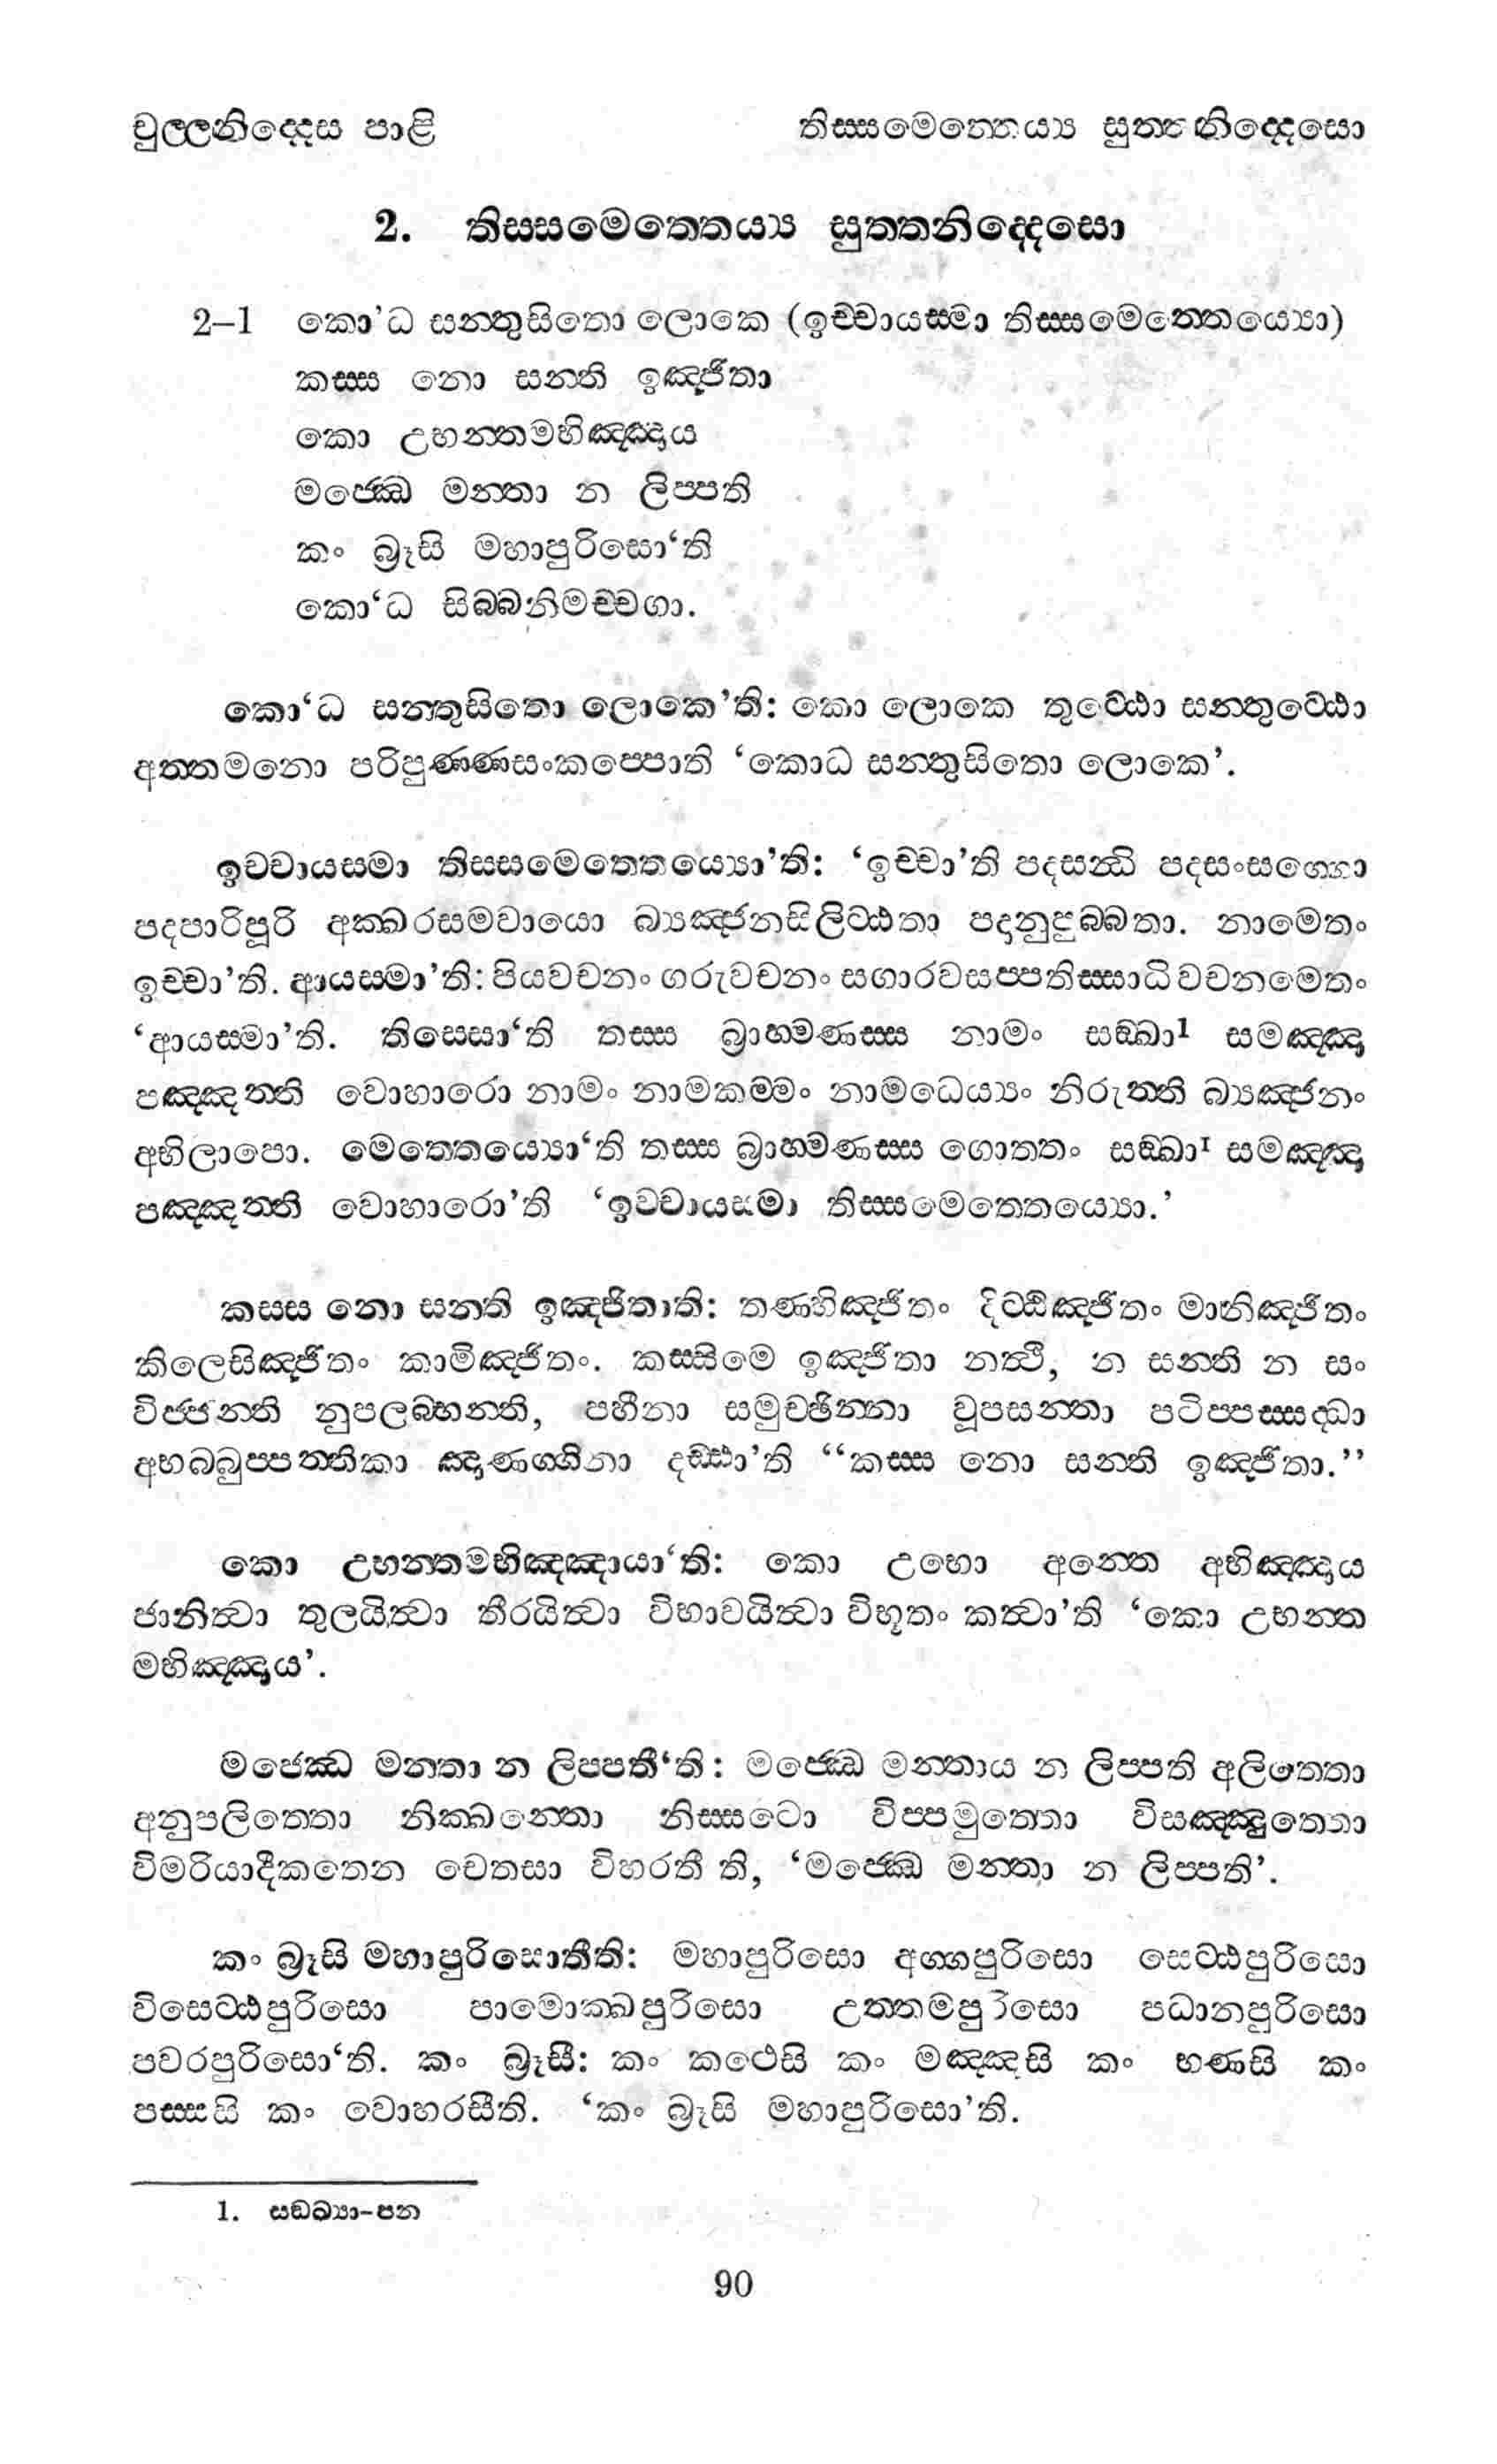 චුල්ලනිද්දෙස පාළි
තිස්සමෙත්තෙය්‍ය සුත්තනිද්දෙසො
2. තිස්සමෙත්තෙය්‍ය සුත්තනිද්දෙසො
2–1 කො’ධ සන්තුසිතො ලොකෙ (ඉච්චායස්මා තිස්සමෙත්තෙය්‍යො)
කස්ස නො සන්ති ඉඤ්ජිතා
කො උභන්තමභිඤ්ඤාය
මජ්ඣෙ මන්තා න ලිප්පති
කං බ්‍රූසි මහාපුරිසො‘ති
කො‘ධ සිබ්බනිමච්චගා.
කො‘ධ සන්තුසිතො ලොකෙ’ති: කො ලොකෙ තුට්ඨො සන්තුට්ඨො
අත්තමනො පරිපුණ්ණසංකප්පොති ‘කොධ සන්තුසිතො ලොකෙ’.
ඉච්චායස්මා තිස්සමෙත්තෙය්‍යො’ති: ‘ඉච්චා’ති පදසන්ධි පදසංසග්ගො
පදපාරිපූරි අක්ඛරසමවායො බ්‍යඤ්ජනසිලිට්ඨතා පදානුපුබ්බතා. නාමෙතං
ඉච්චා’ති. ආයස්මා’ති: පියවචනං ගරුවචනං සගාරවසප්පතිස්සාධිවචනමෙතං
‘ආයස්මා’ති. තිස්සො‘ති තස්ස බ්‍රාහ්මණස්ස නාමං සඞ්ඛා1 සමඤ්ඤා
පඤ්ඤත්ති වොහාරො නාමං නාමකම්මං නාමධෙය්‍යං නිරුත්ති බ්‍යඤ්ජනං
අභිලාපො. මෙත්තෙය්‍යො‘ති තස්ස බ්‍රාහ්මණස්ස ගොත්තං සඞ්ඛා1 සමඤ්ඤා
පඤ්ඤත්ති වොහාරො’ති ‘ඉච්චායස්මා තිස්සමෙත්තෙය්‍යො.’
කස්ස නො සන්ති ඉඤ්ජිතාති: තණ්හිඤ්ජිතං දිට්ඨිඤ්ජිතං මානිඤ්ජිතං
කිලෙසිඤ්ජිතං කාමිඤ්ජිතං. කස්සිමෙ ඉඤ්ජිතා නත්ථි, න සන්ති න සං
විජ්ජන්ති නුපලබ්භන්ති, පහීනා සමුච්ඡින්නා වූපසන්තා පටිප්පස්සද්ධා
අභබ්බුප්පත්තිකා ඤාණග්ගිනා දඩ්ඪා’ති “කස්ස නො සන්ති ඉඤ්ජිතා.”
කො උභන්තමභිඤ්ඤායා‘ති: කො උභො අන්තෙ අභිඤ්ඤාය
ජානිත්‍වා තුලයිත්‍වා තීරයිත්‍වා විභාවයිත්‍වා විභූතං කත්‍වා’ති ‘කො උභන්ත
මභිඤ්ඤාය’.
මජ්ඣෙ මන්තා න ලිප්පතී‘ති: මජ්ඣෙ මන්තාය න ලිප්පති අලිත්තො
අනුපලිත්තො නික්ඛන්තො නිස්සටො විප්පමුත්තො විසඤ්ඤුත්තො
විමරියාදීකතෙන චෙතසා විහරතී ති, ‘මජ්ඣෙ මන්තා න ලිප්පති’.
කං බ්‍රූසි මහාපුරිසොතීති: මහාපුරිසො අග්ගපුරිසො සෙට්ඨපුරිසො
විසෙට්ඨපුරිසො පාමොක්ඛපුරිසො උත්තමපුරිසො පධානපුරිසො
පවරපුරිසො‘ති. කං බ්‍රූසී: කං කථෙසි කං මඤ්ඤසි කං භණසි කං
පස්සසි කං වොහරසීති. ‘කං බ්‍රූසි මහාපුරිසො’ති.
1. සඞ්ඛ්‍යා-පන
90